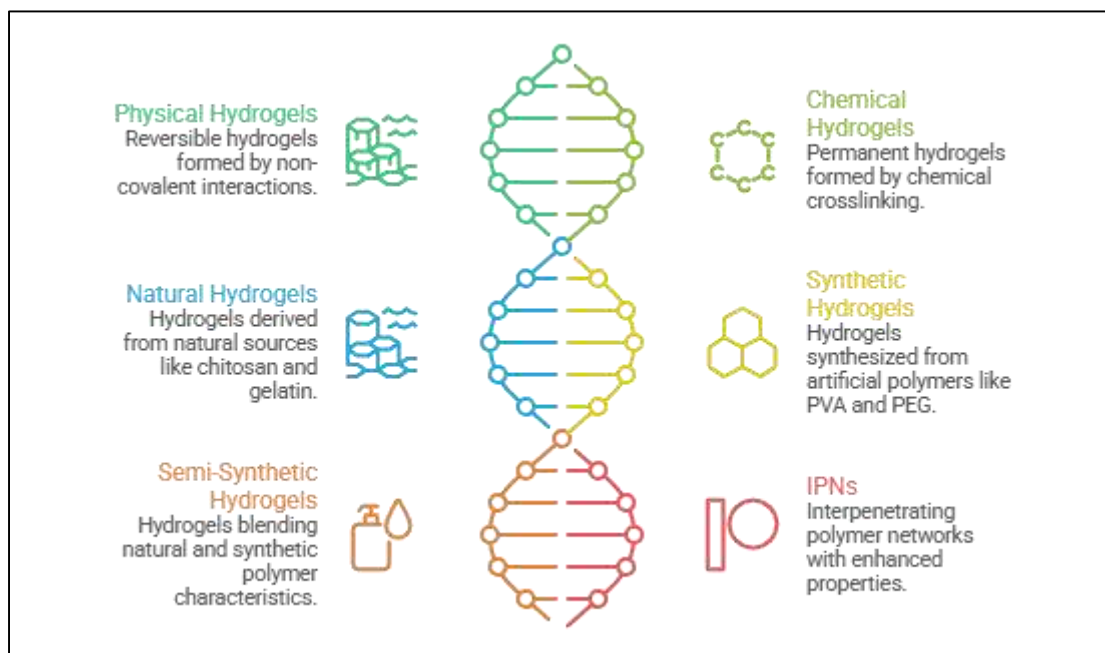 Physical Hydrogels
Reversible hydrogels
formed by non-
covalent interactions.
Chemical
Hydrogels
Permanent hydrogels
formed by chemical
crosslinking.
Natural Hydrogels
Hydrogels derived
from natural sources
like chitosan and
gelatin.
Synthetic
Hydrogels
Hydrogels
synthesized from
artificial polymers like
PVA and PEG.
Semi-Synthetic
Hydrogels
Hydrogels blending
natural and synthetic
polymer
characteristics.
IPNs
Interpenetrating
polymer networks
with enhanced
properties.